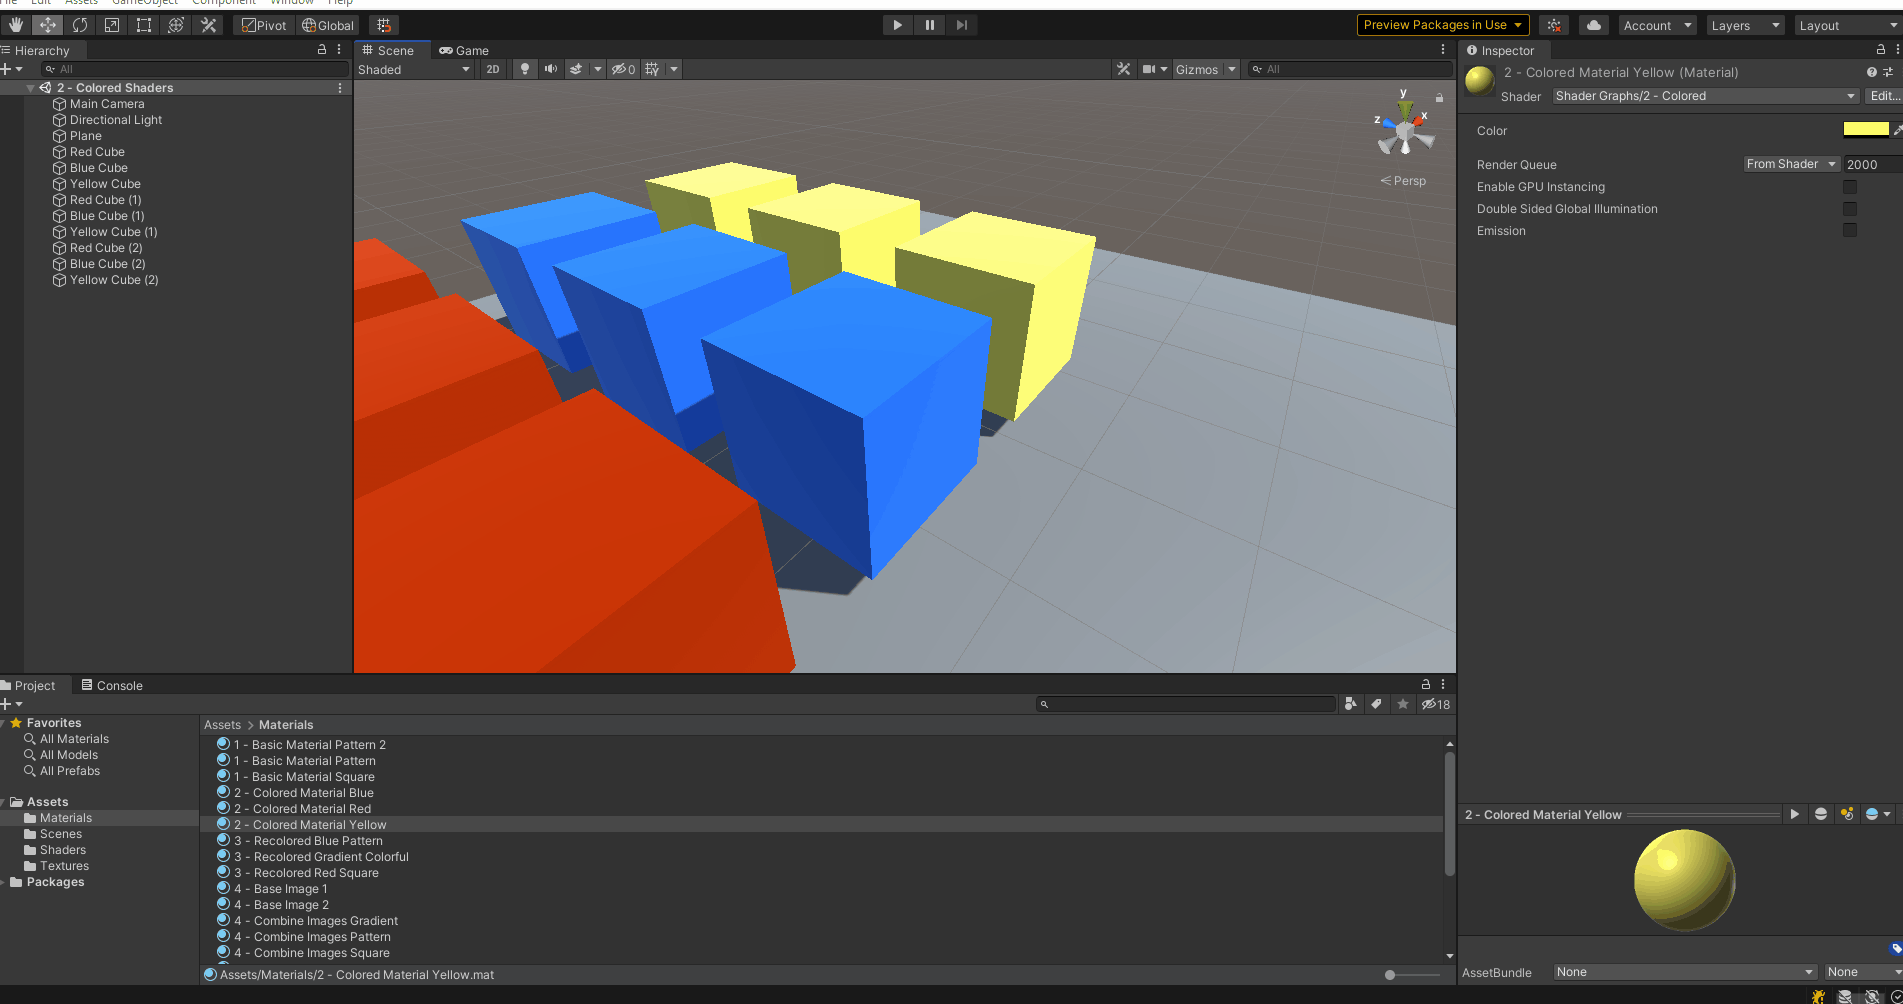 File Edit Assets GameObject Component Window Help
Pivot Global Preview Packages in Use Account Layers Layout
Hierarchy
All
2 - Colored Shaders
Main Camera
Directional Light
Plane
Red Cube
Blue Cube
Yellow Cube
Red Cube (1)
Blue Cube (1)
Yellow Cube (1)
Red Cube (2)
Blue Cube (2)
Yellow Cube (2)
Scene Game
Shaded 2D 0 Gizmos All
y
z x
Persp
Inspector
2 - Colored Material Yellow (Material)
Shader Shader Graphs/2 - Colored Edit...
Color
Render Queue From Shader 2000
Enable GPU Instancing
Double Sided Global Illumination
Emission
Project Console
18
Favorites
All Materials
All Models
All Prefabs
Assets
Materials
Scenes
Shaders
Textures
Packages
Assets > Materials
1 - Basic Material Pattern 2
1 - Basic Material Pattern
1 - Basic Material Square
2 - Colored Material Blue
2 - Colored Material Red
2 - Colored Material Yellow
3 - Recolored Blue Pattern
3 - Recolored Gradient Colorful
3 - Recolored Red Square
4 - Base Image 1
4 - Base Image 2
4 - Combine Images Gradient
4 - Combine Images Pattern
4 - Combine Images Square
Assets/Materials/2 - Colored Material Yellow.mat
2 - Colored Material Yellow
AssetBundle None None